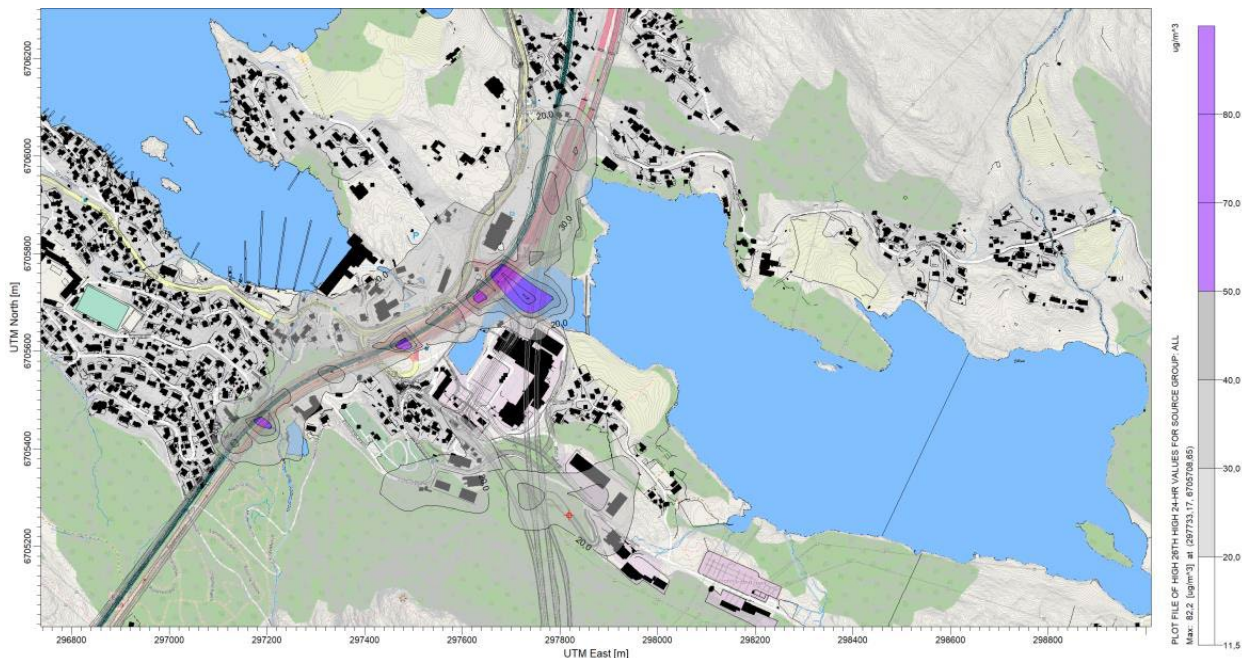 ug/m^3
80,0
70,0
50,0
40,0
30,0
20,0
11,5
PLOT FILE OF HIGH 26TH HIGH 24-HR VALUES FOR SOURCE GROUP: ALL
Max: 82,2 [ug/m^3] at (297733,17, 6705708,65)
UTM North [m]
6706200
6706000
6705800
6705600
6705400
6705200
20,0
30,0
20,0
20,0
296800 297000 297200 297400 297600 297800 298000 298200 298400 298600 298800
UTM East [m]